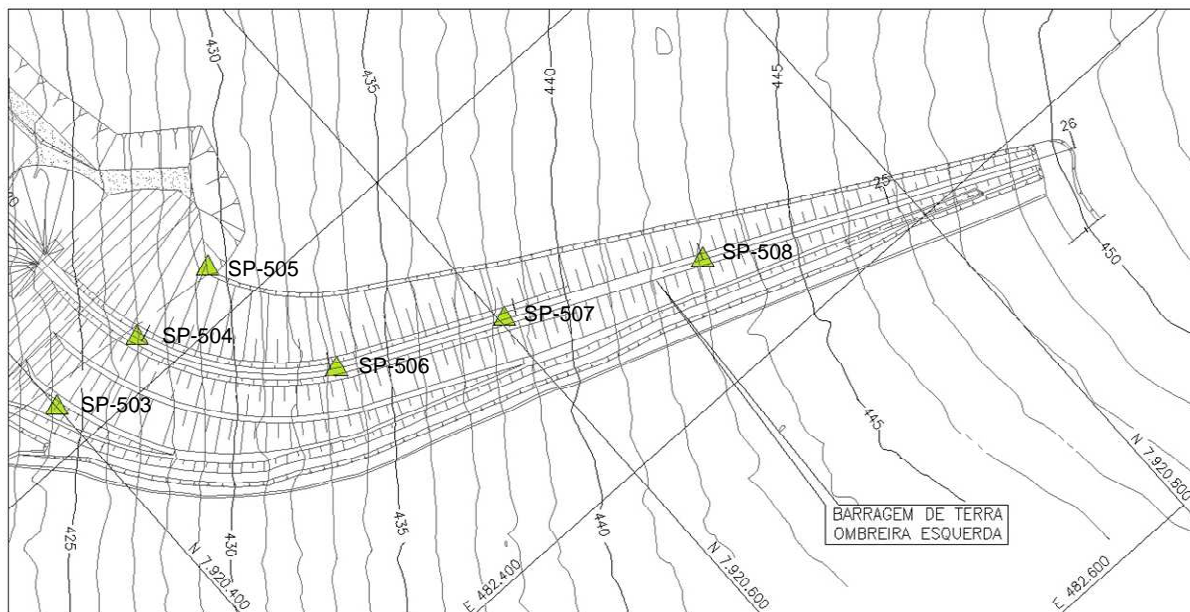 430
435
440
445
26
25
20
450
SP-505
SP-508
SP-507
SP-504
SP-506
SP-503
445
425
430
435
440
N 7.920.400
E 482.400
N 7.920.600
E 482.600
N 7.920.800
BARRAGEM DE TERRA
OMBREIRA ESQUERDA